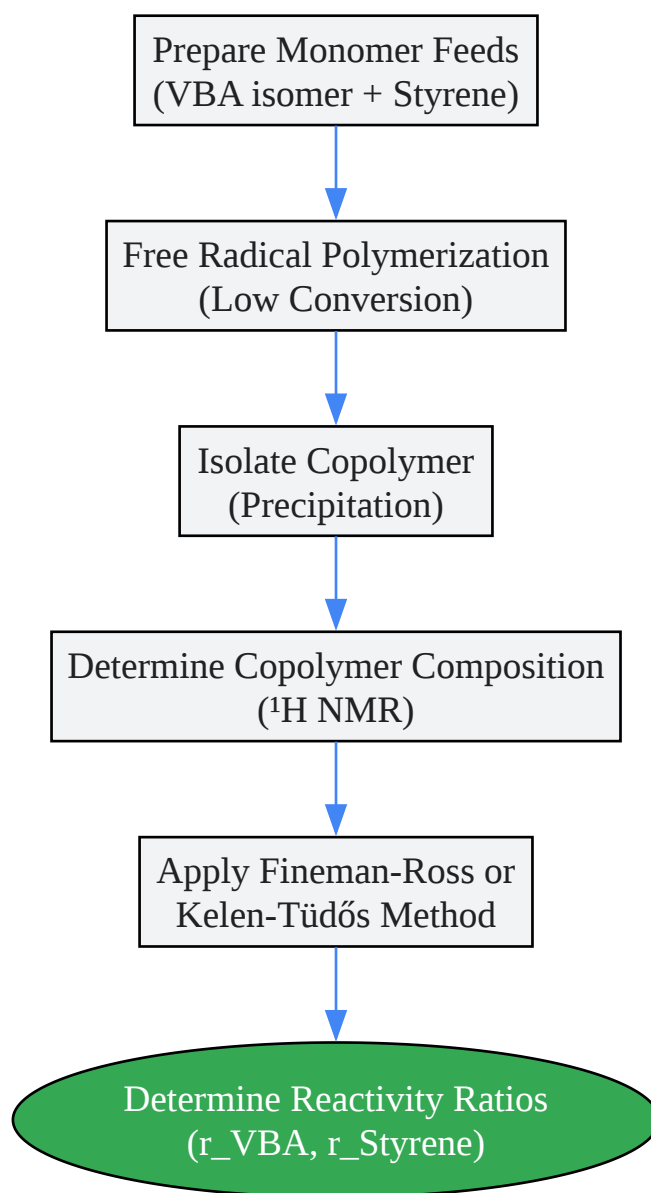 Prepare Monomer Feeds
(VBA isomer + Styrene)
Free Radical Polymerization
(Low Conversion)
Isolate Copolymer
(Precipitation)
Determine Copolymer Composition
(¹H NMR)
Apply Fineman-Ross or
Kelen-Tüdős Method
Determine Reactivity Ratios
(r_VBA, r_Styrene)